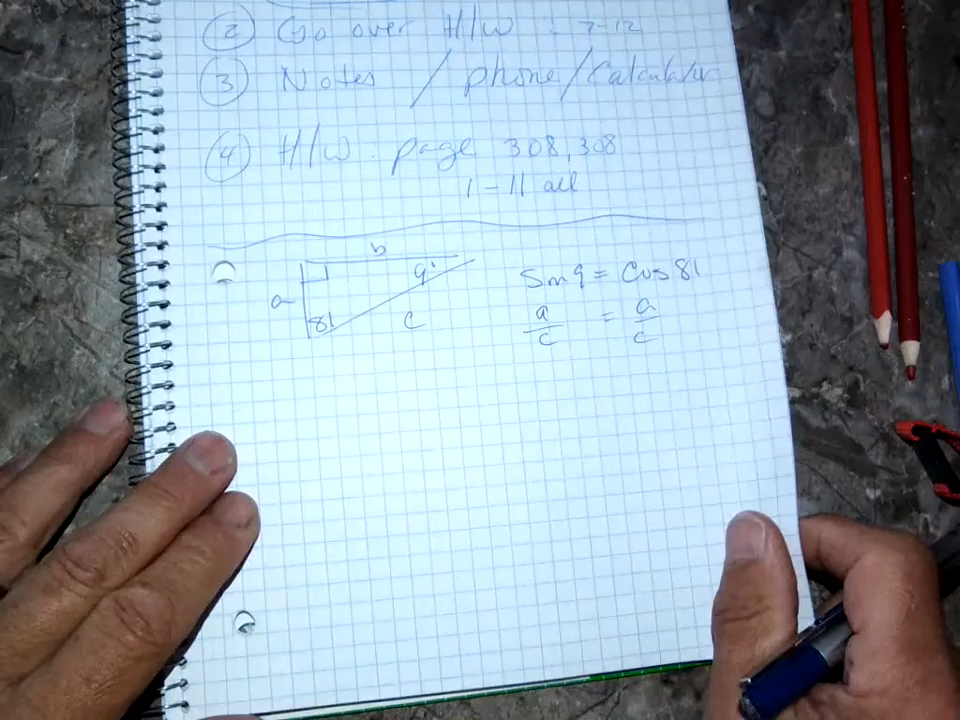 ② Go over H/W : 7-12
③ Notes / phone / Calculator
④ H/W : page 308, 308
1 - 11 all
b
9°
a
81
c
Sin 9 = Cos 81
a/c = a/c